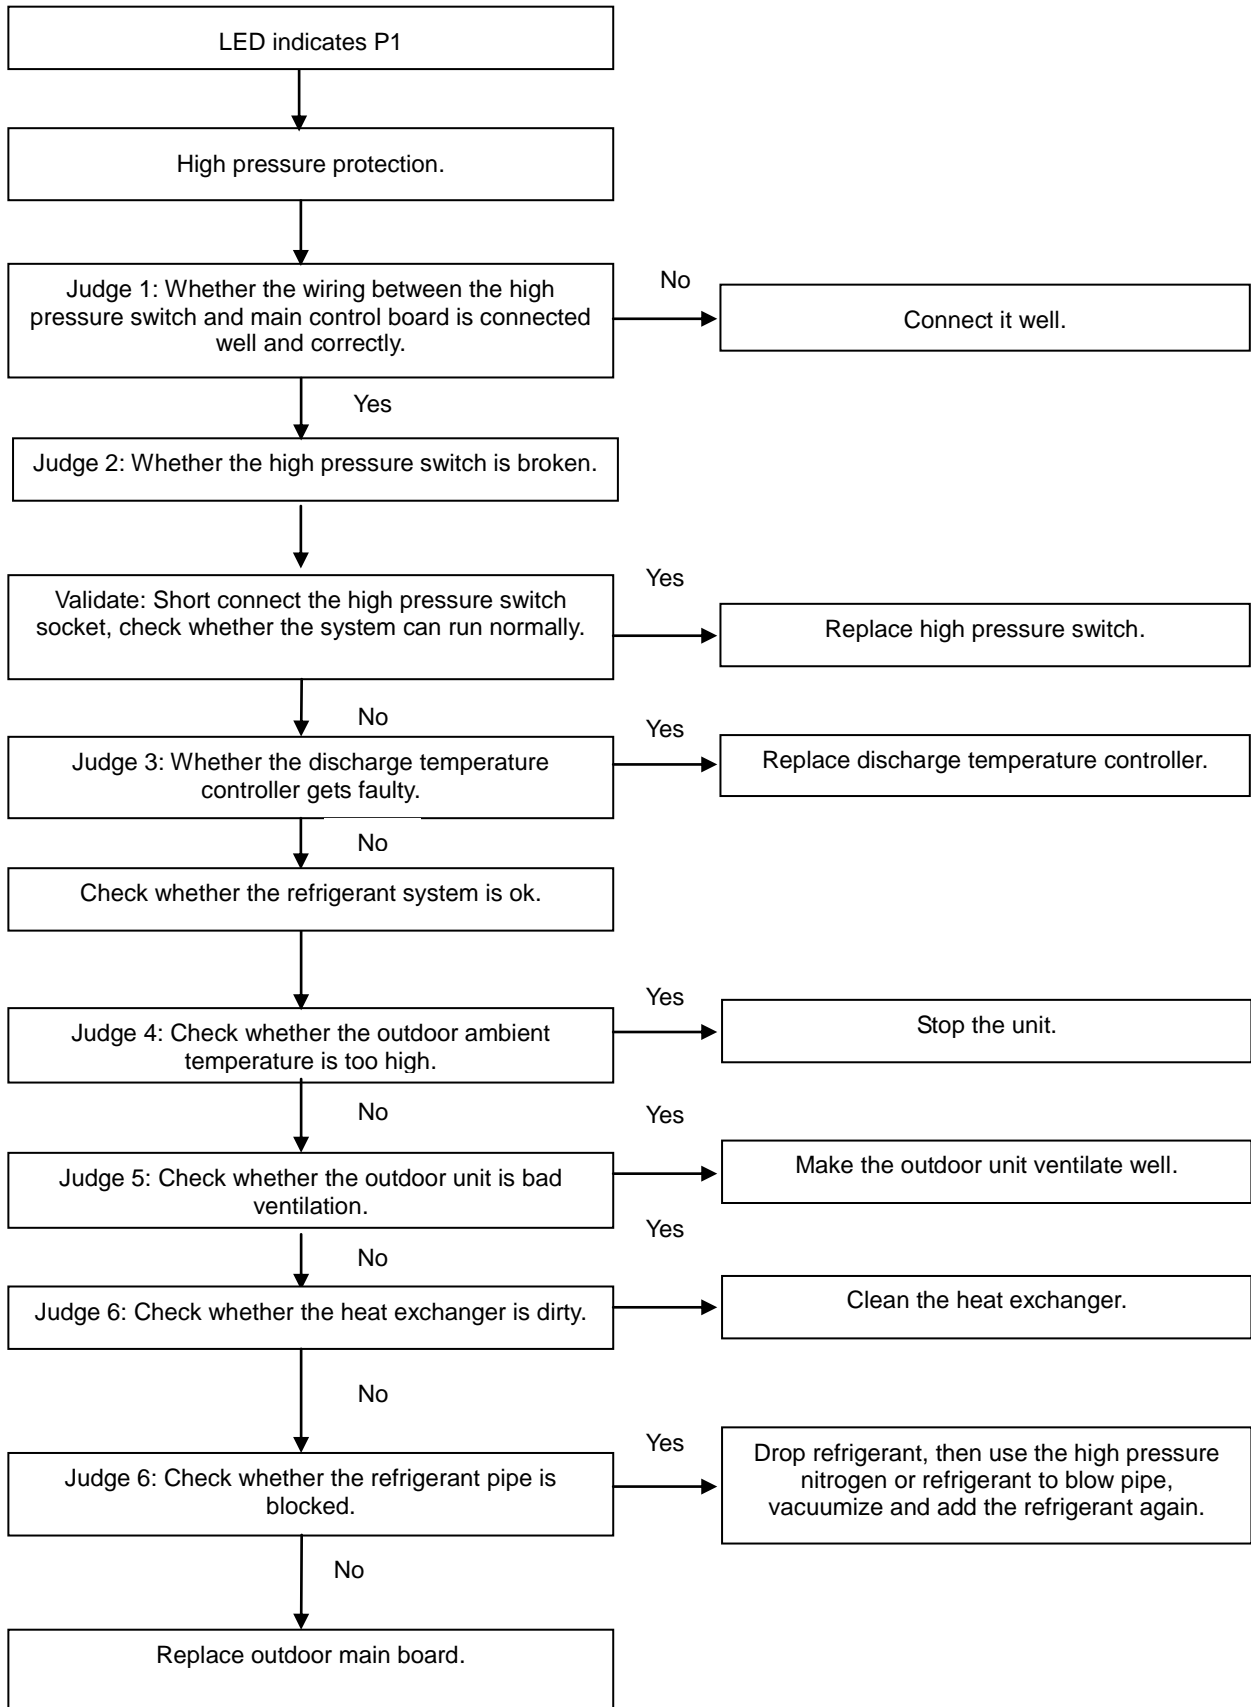 LED indicates P1
High pressure protection.
Judge 1: Whether the wiring between the high
pressure switch and main control board is connected
well and correctly.
No
Connect it well.
Yes
Judge 2: Whether the high pressure switch is broken.
Validate: Short connect the high pressure switch
socket, check whether the system can run normally.
Yes
Replace high pressure switch.
No
Judge 3: Whether the discharge temperature
controller gets faulty.
Yes
Replace discharge temperature controller.
No
Check whether the refrigerant system is ok.
Judge 4: Check whether the outdoor ambient
temperature is too high.
Yes
Stop the unit.
No
Judge 5: Check whether the outdoor unit is bad
ventilation.
Yes
Make the outdoor unit ventilate well.
No
Judge 6: Check whether the heat exchanger is dirty.
Yes
Clean the heat exchanger.
No
Judge 6: Check whether the refrigerant pipe is
blocked.
Yes
Drop refrigerant, then use the high pressure
nitrogen or refrigerant to blow pipe,
vacuumize and add the refrigerant again.
No
Replace outdoor main board.